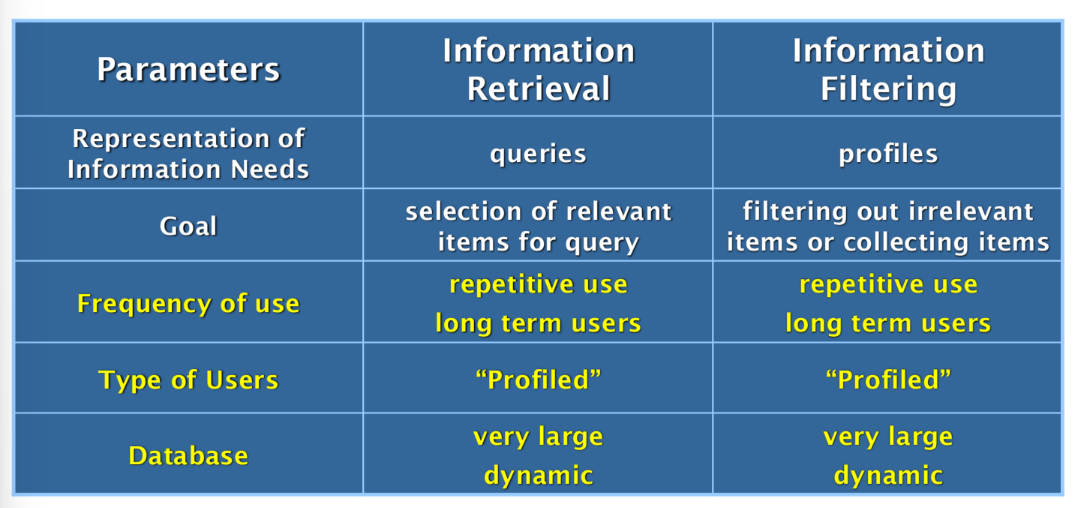 Parameters
Information
Retrieval
Information
Filtering
Representation of
Information Needs
queries
profiles
Goal
selection of relevant
items for query
filtering out irrelevant
items or collecting items
Frequency of use
repetitive use
long term users
repetitive use
long term users
Type of Users
“Profiled”
“Profiled”
Database
very large
dynamic
very large
dynamic